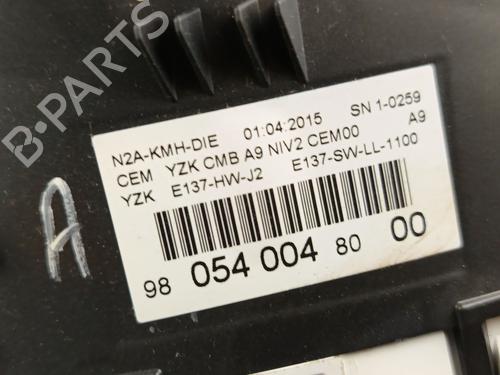 N2A-KMH-DIE 01:04:2015 SN 1-0259
CEM YZK CMB A9 NIV2 CEM00 A9
YZK E137-HW-J2 E137-SW-LL-1100
98 054 004 80 00
A
B-PARTS